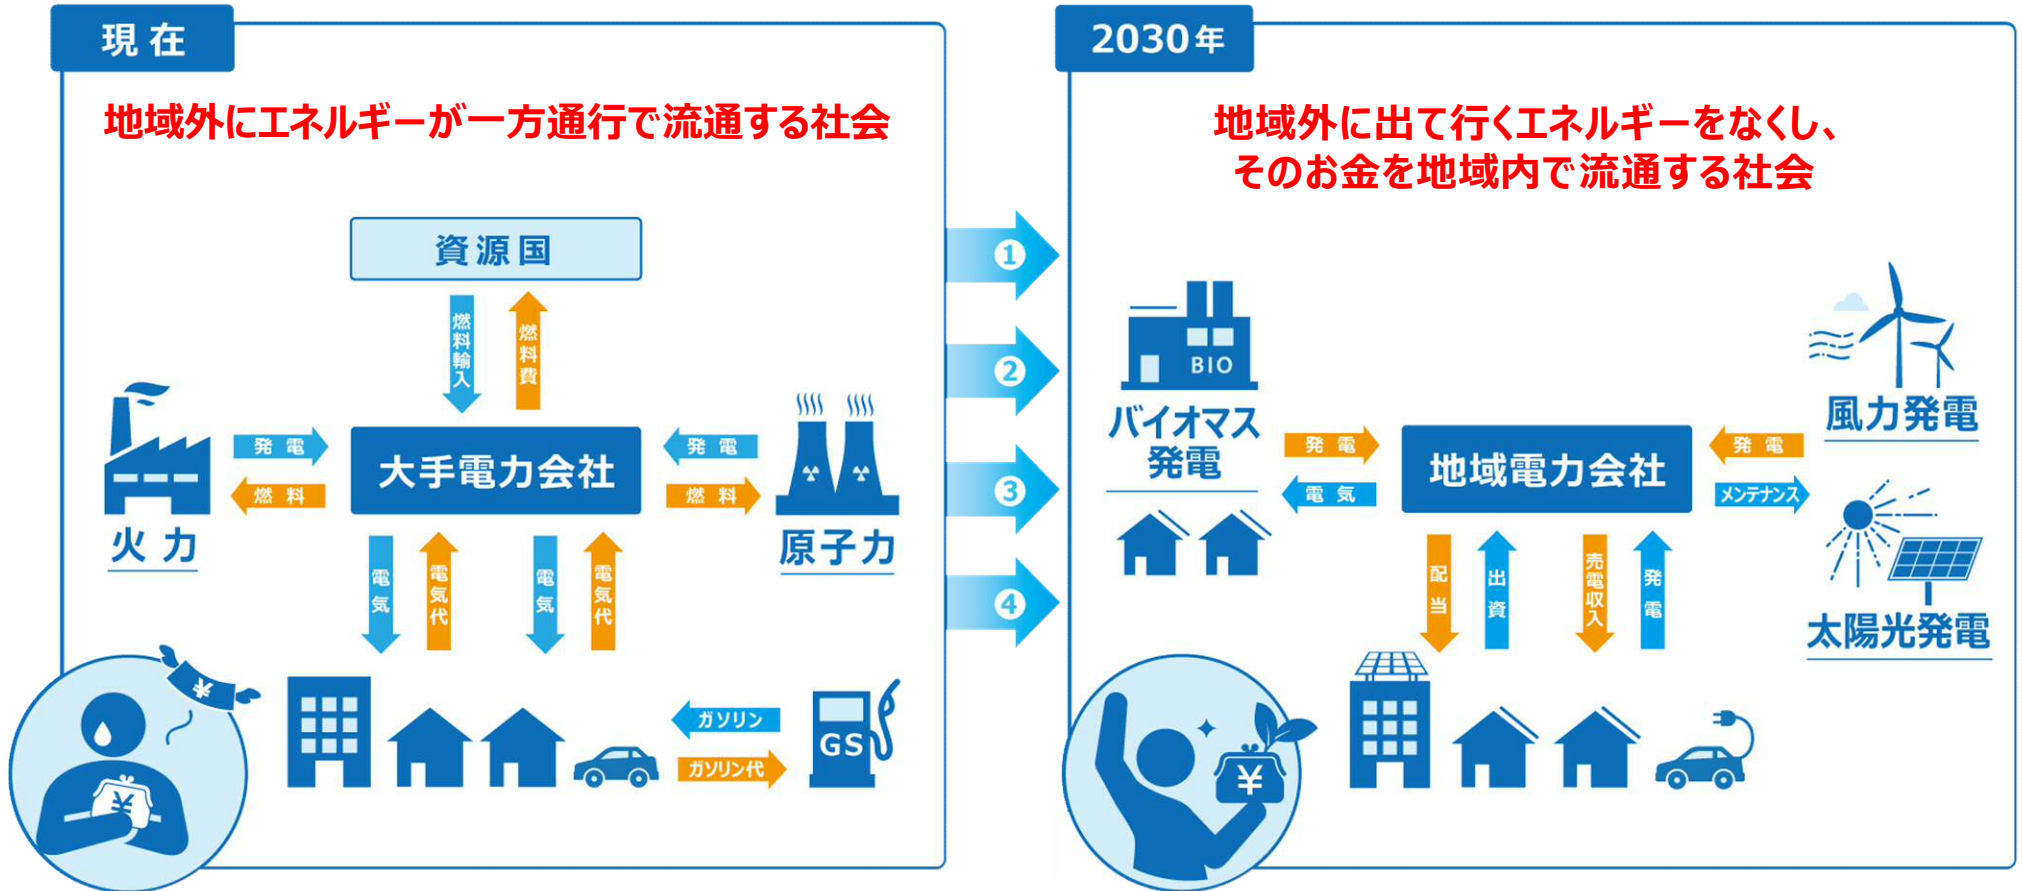 現在
地域外にエネルギーが一方通行で流通する社会
資源国
燃料輸入
燃料費
発電
燃料
火力
大手電力会社
発電
燃料
原子力
電気
電気代
電気
電気代
¥
¥
ガソリン
ガソリン代
GS
1
2
3
4
2030年
地域外に出て行くエネルギーをなくし、
そのお金を地域内で流通する社会
BIO
バイオマス
発電
発電
電気
地域電力会社
発電
メンテナンス
風力発電
太陽光発電
配当
出資
売電収入
発電
¥